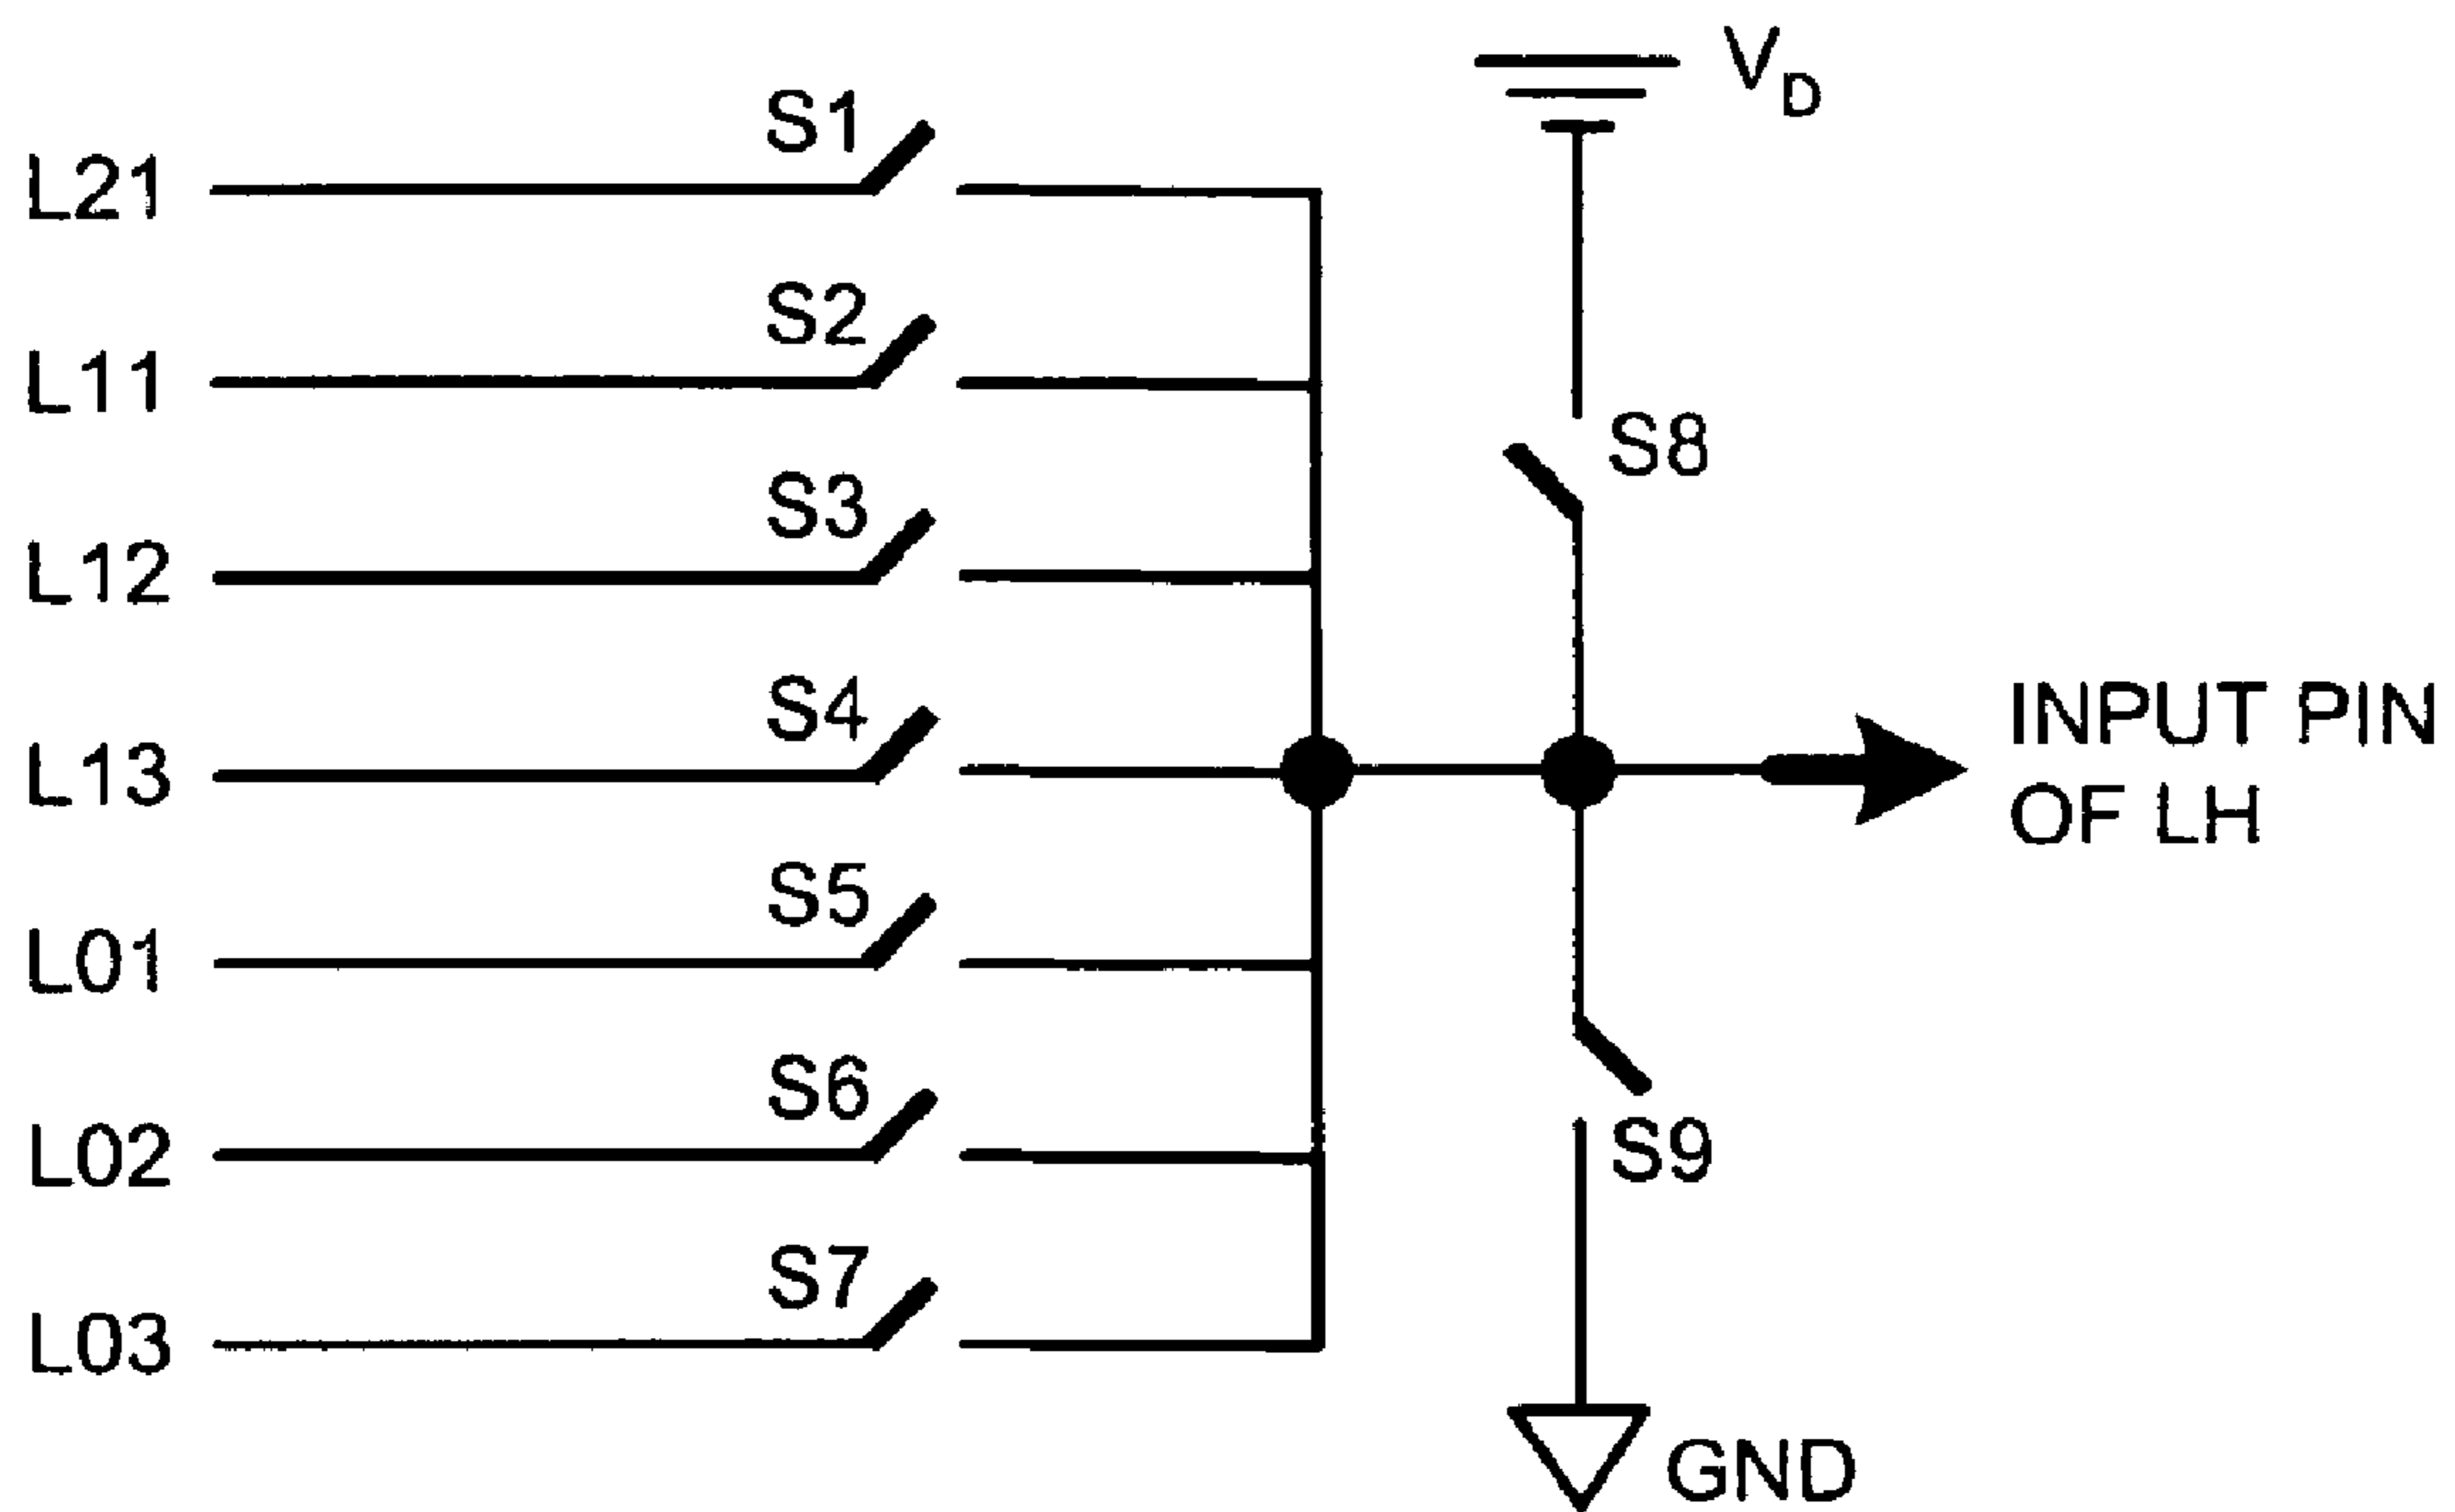 V_D
S1
L21
S2
L11
S8
S3
L12
S4
L13
INPUT PIN
OF LH
S5
L01
S6
L02
S9
S7
L03
GND